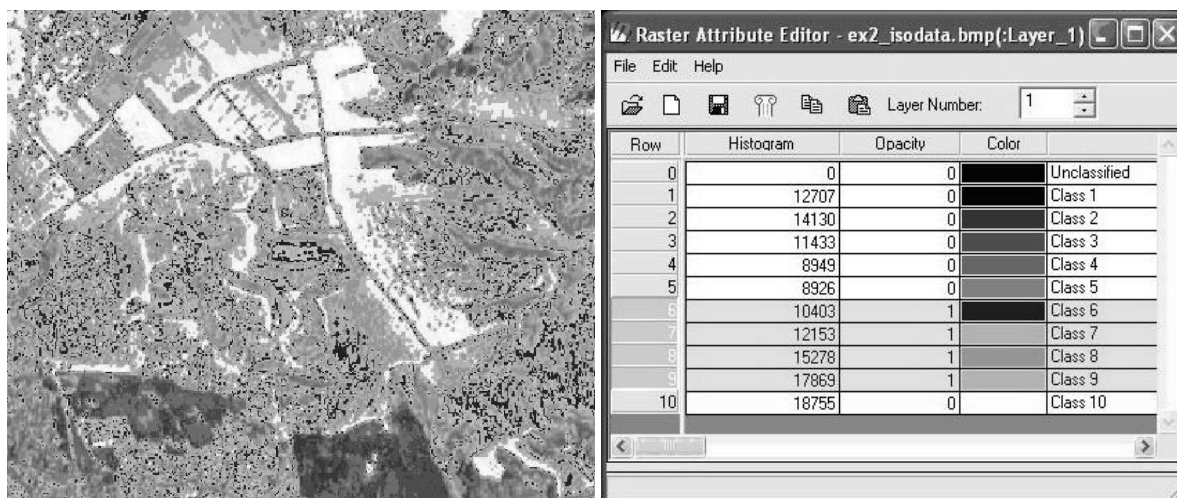 Raster Attribute Editor - ex2_isodata.bmp(:Layer_1)
File Edit Help
Layer Number: 1
Row Histogram Opacity Color
0 0 0 Unclassified
1 12707 0 Class 1
2 14130 0 Class 2
3 11433 0 Class 3
4 8949 0 Class 4
5 8926 0 Class 5
6 10403 1 Class 6
7 12153 1 Class 7
8 15278 1 Class 8
9 17869 1 Class 9
10 18755 0 Class 10